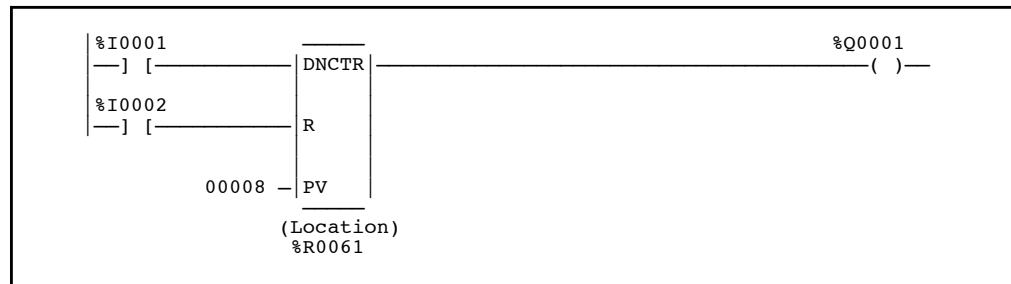 %I0001 %Q0001
] [ DNCTR ( )
%I0002
] [ R
00008 PV
(Location)
%R0061